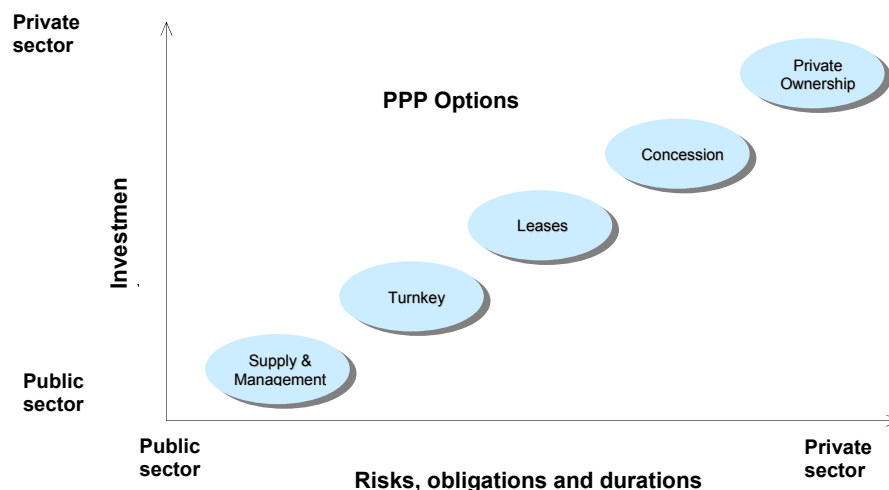 Private
sector
Private
Ownership
PPP Options
Concession
Investmen
Leases
Turnkey
Supply &
Management
Public
sector
Public
sector
Private
sector
Risks, obligations and durations